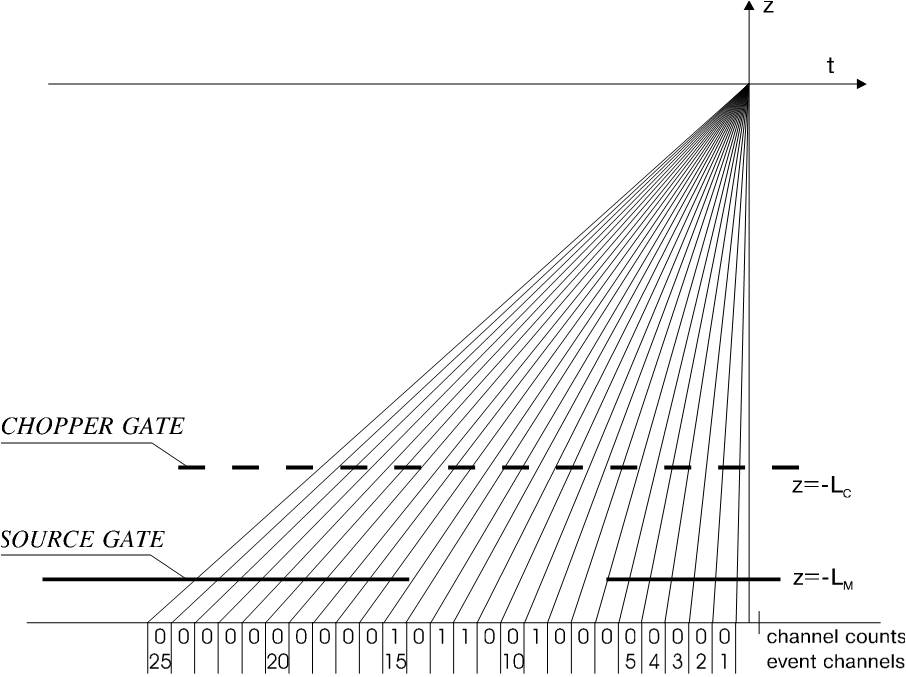 z
t
CHOPPER GATE
z=-L_C
SOURCE GATE
z=-L_M
0 0 0 0 0 0 0 0 0 0 1 0 1 1 0 0 1 0 0 0 0 0 0 0 0 channel counts
25 20 15 10 5 4 3 2 1 event channels